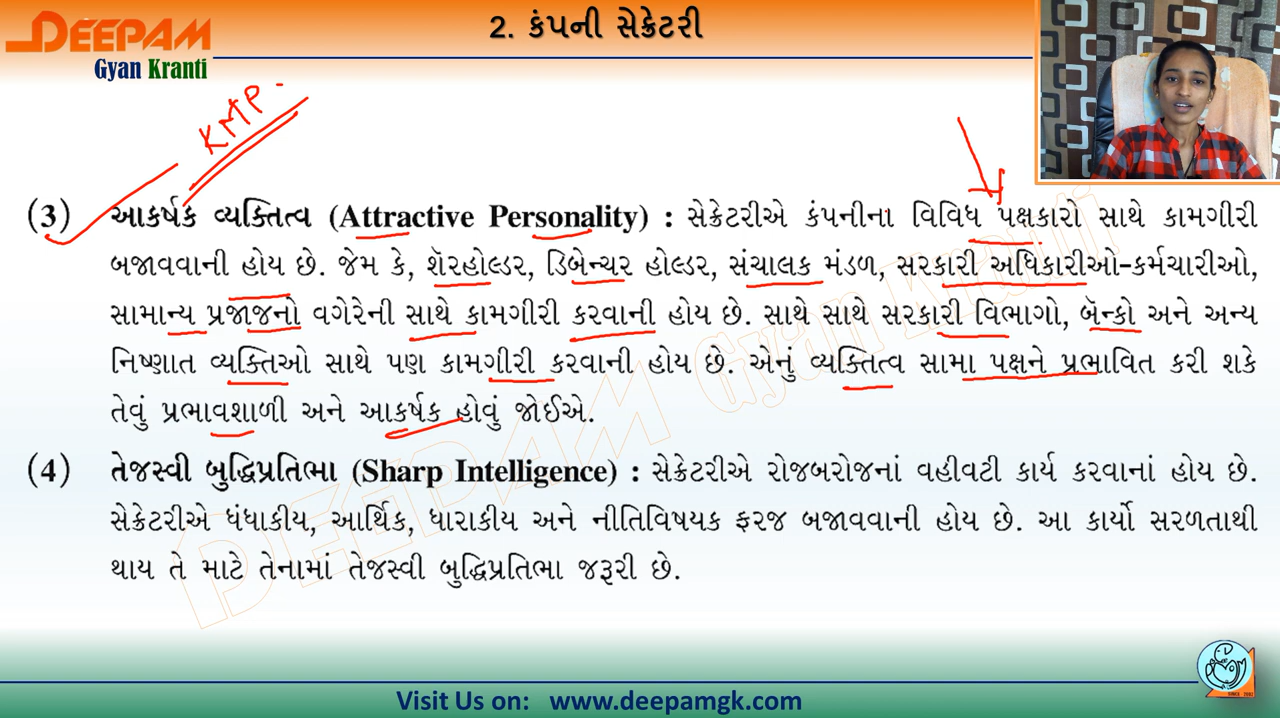 DEEPAM
Gyan Kranti
2. કંપની સેક્રેટરી
KMP.
(3) આકર્ષક વ્યક્તિત્વ (Attractive Personality) : સેક્રેટરીએ કંપનીના વિવિધ પક્ષકારો સાથે કામગીરી
બજાવવાની હોય છે. જેમ કે, શૅરહોલ્ડર, ડિબેન્ચર હોલ્ડર, સંચાલક મંડળ, સરકારી અધિકારીઓ-કર્મચારીઓ,
સામાન્ય પ્રજાજનો વગેરેની સાથે કામગીરી કરવાની હોય છે. સાથે સાથે સરકારી વિભાગો, બૅન્કો અને અન્ય
નિષ્ણાત વ્યક્તિઓ સાથે પણ કામગીરી કરવાની હોય છે. એનું વ્યક્તિત્વ સામા પક્ષને પ્રભાવિત કરી શકે
તેવું પ્રભાવશાળી અને આકર્ષક હોવું જોઈએ.
(4) તેજસ્વી બુદ્ધિપ્રતિભા (Sharp Intelligence) : સેક્રેટરીએ રોજબરોજનાં વહીવટી કાર્ય કરવાનાં હોય છે.
સેક્રેટરીએ ધંધાકીય, આર્થિક, ધારાકીય અને નીતિવિષયક ફરજ બજાવવાની હોય છે. આ કાર્યો સરળતાથી
થાય તે માટે તેનામાં તેજસ્વી બુદ્ધિપ્રતિભા જરૂરી છે.
DEEPAM Gyan Kranti
Visit Us on: www.deepamgk.com